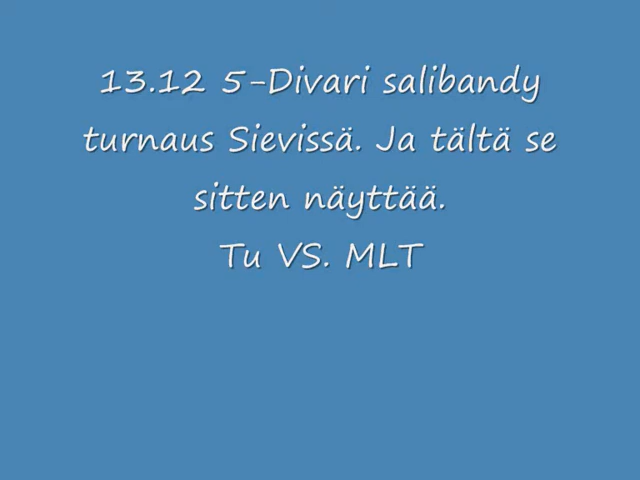 13.12 5-Divari salibandy
turnaus Sievissä. Ja tältä se
sitten näyttää.
Tu VS. MLT